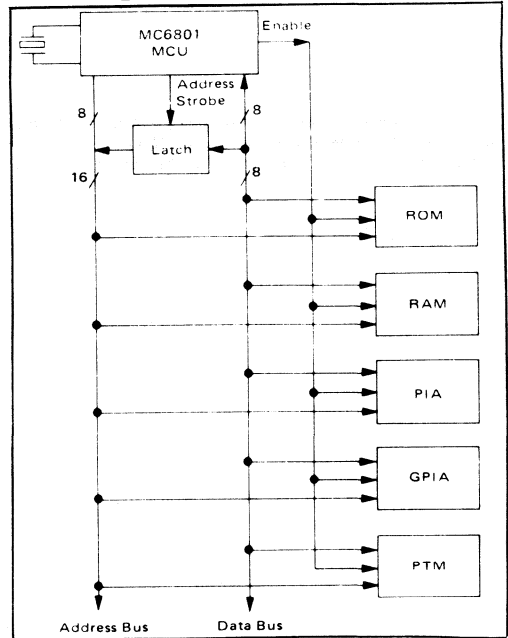 MC6801
MCU
Enable
Address
Strobe
8
8
Latch
16
8
ROM
RAM
PIA
GPIA
PTM
Address Bus
Data Bus